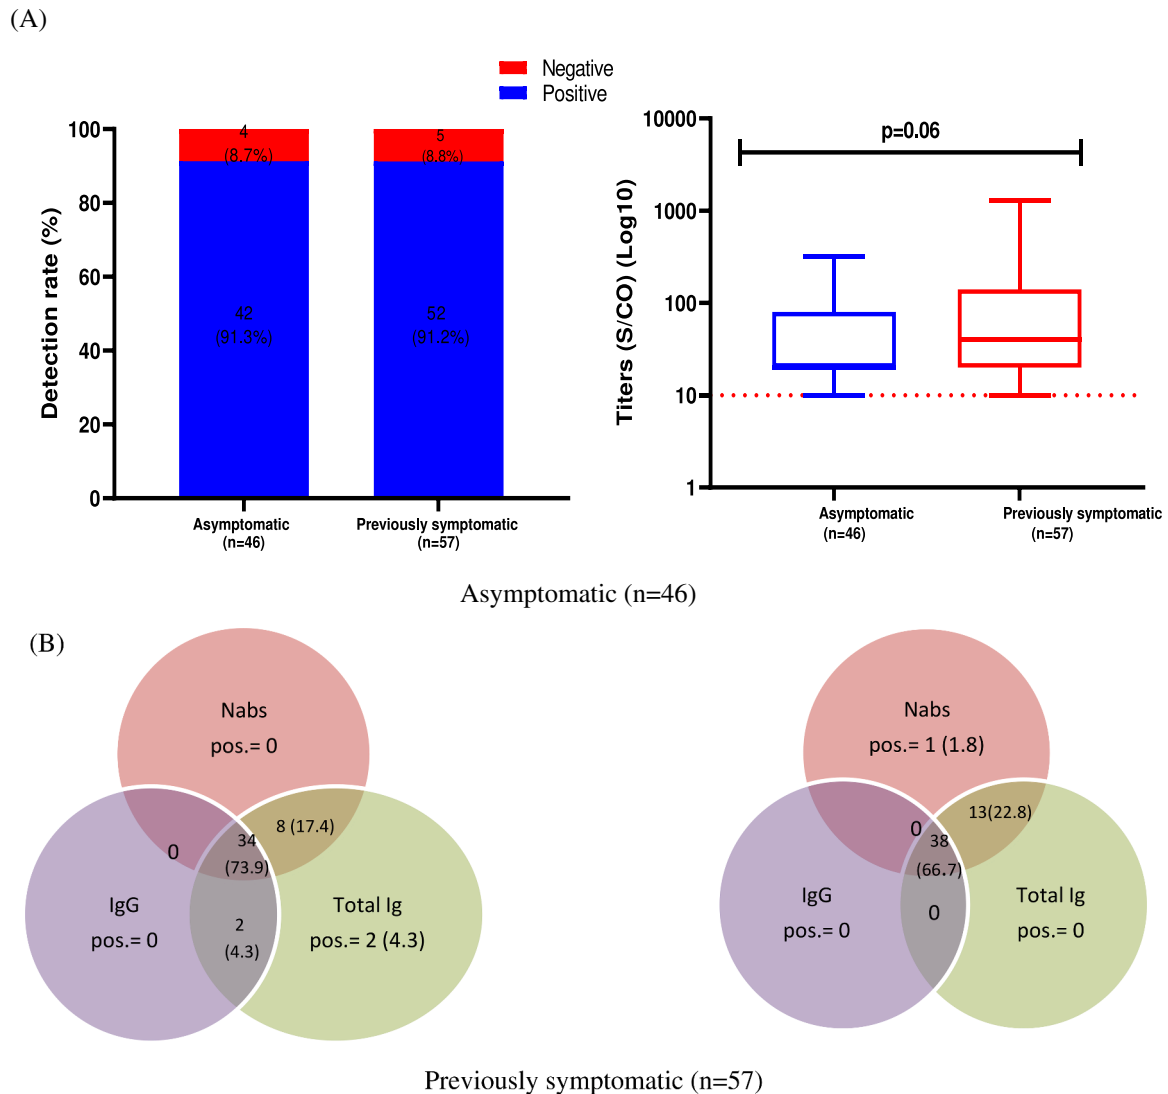 (A)
Negative
Positive
Detection rate (%)
100
80
60
40
20
0
4
(8.7%)
5
(8.8%)
42
(91.3%)
52
(91.2%)
Asymptomatic
(n=46)
Previously symptomatic
(n=57)
Titers (S/CO) (Log10)
10000
1000
100
10
1
p=0.06
Asymptomatic
(n=46)
Previously symptomatic
(n=57)
Asymptomatic (n=46)
(B)
Nabs
pos.= 0
8 (17.4)
34
(73.9)
0
IgG
pos.= 0
2
(4.3)
Total Ig
pos.= 2 (4.3)
Nabs
pos.= 1 (1.8)
13(22.8)
0
38
(66.7)
IgG
pos.= 0
0
Total Ig
pos.= 0
Previously symptomatic (n=57)